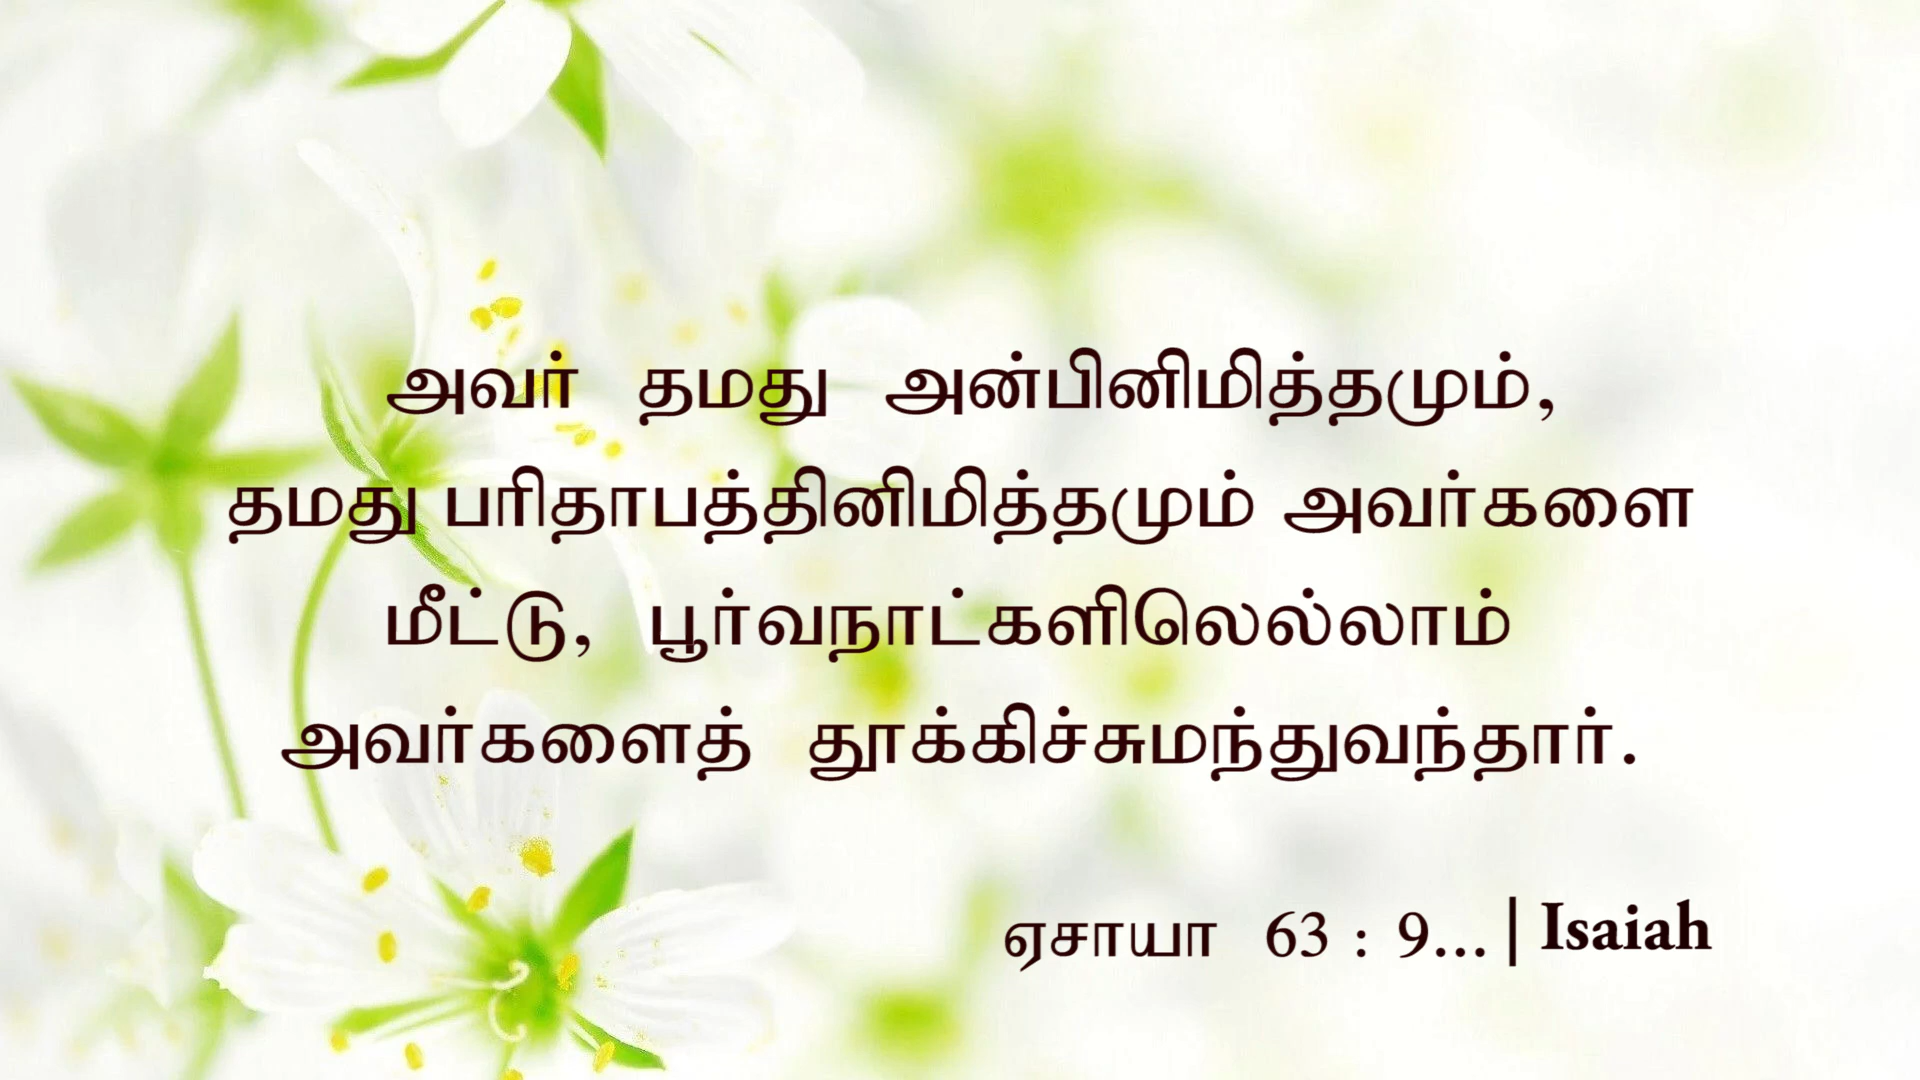 அவர் தமது அன்பினிமித்தமும்,
தமது பரிதாபத்தினிமித்தமும் அவர்களை
மீட்டு, பூர்வநாட்களிலெல்லாம்
அவர்களைத் தூக்கிச்சுமந்துவந்தார்.
ஏசாயா 63 : 9... | Isaiah